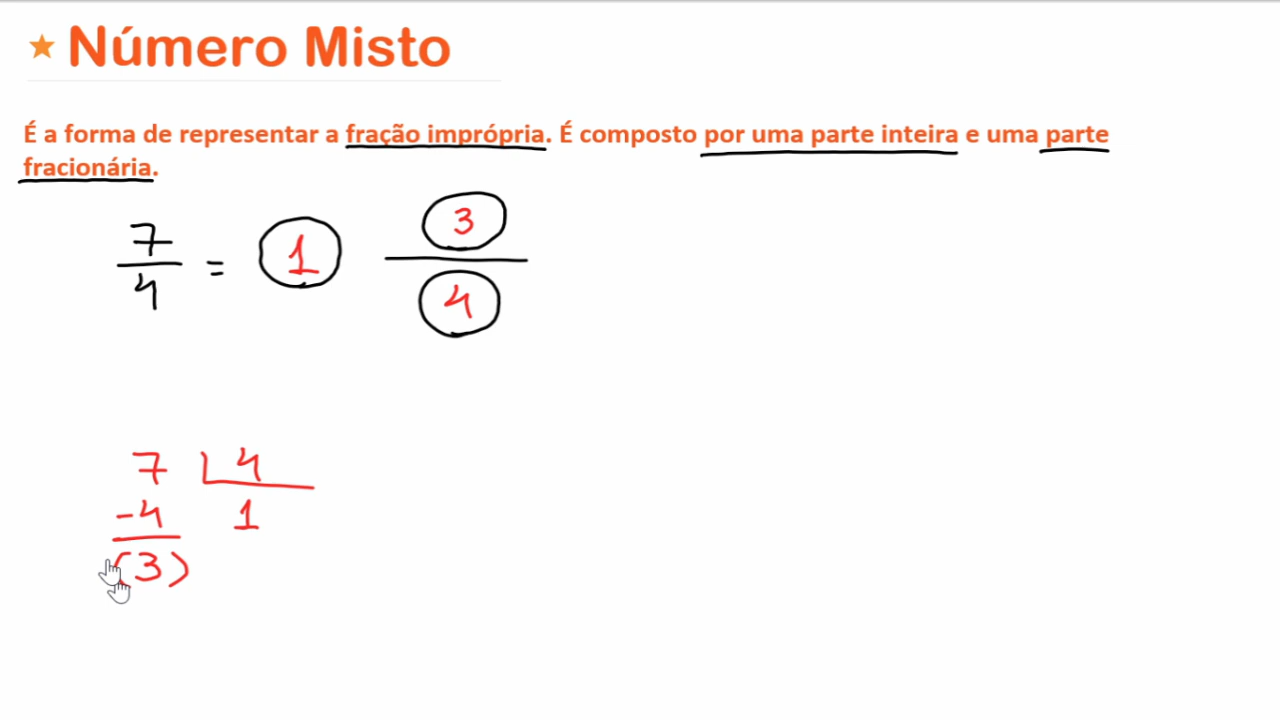 Número Misto
É a forma de representar a fração imprópria. É composto por uma parte inteira e uma parte
fracionária.
7/4 = 1 3/4
7 4
-4 1
(3)